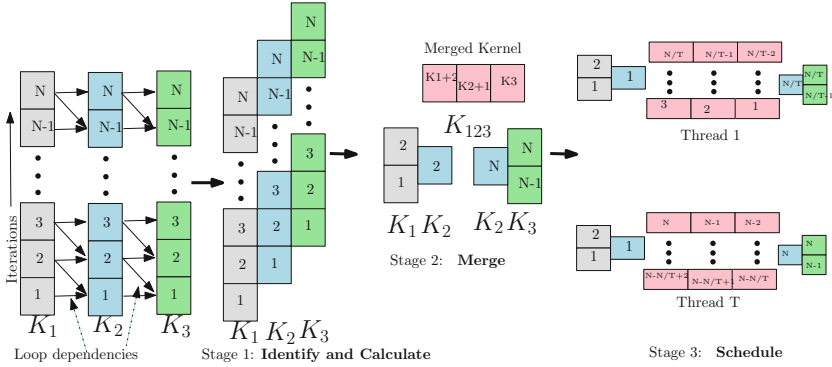 Iterations
N
N
N
N-1
N-1
N-1
3
3
3
2
2
2
1
1
1
K1
K2
K3
Loop dependencies
N
N
N-1
N
N-1
N-1
3
3
2
3
2
1
2
1
1
K1 K2 K3
Stage 1: Identify and Calculate
Merged Kernel
K1+2
K2+1
K3
K123
2
1
2
N
N
N-1
K1 K2
K2 K3
Stage 2: Merge
2
1
1
N/T
N/T-1
N/T-2
3
2
1
N/T
N/T
N/T-1
Thread 1
2
1
1
N
N-1
N-2
N-N/T+2
N-N/T+1
N-N/T
N
N
N-1
Thread T
Stage 3: Schedule